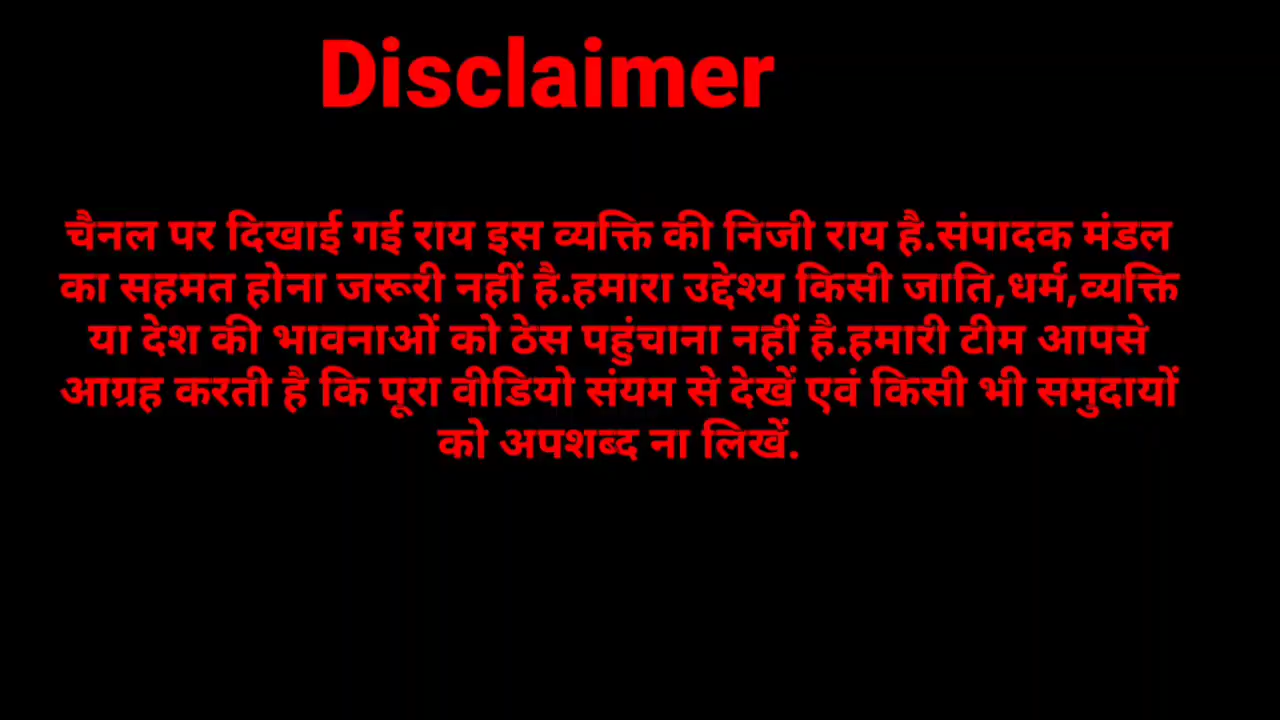 Disclaimer
चैनल पर दिखाई गई राय इस व्यक्ति की निजी राय है.संपादक मंडल
का सहमत होना जरूरी नहीं है.हमारा उद्देश्य किसी जाति,धर्म,व्यक्ति
या देश की भावनाओं को ठेस पहुंचाना नहीं है.हमारी टीम आपसे
आग्रह करती है कि पूरा वीडियो संयम से देखें एवं किसी भी समुदायों
को अपशब्द ना लिखें.